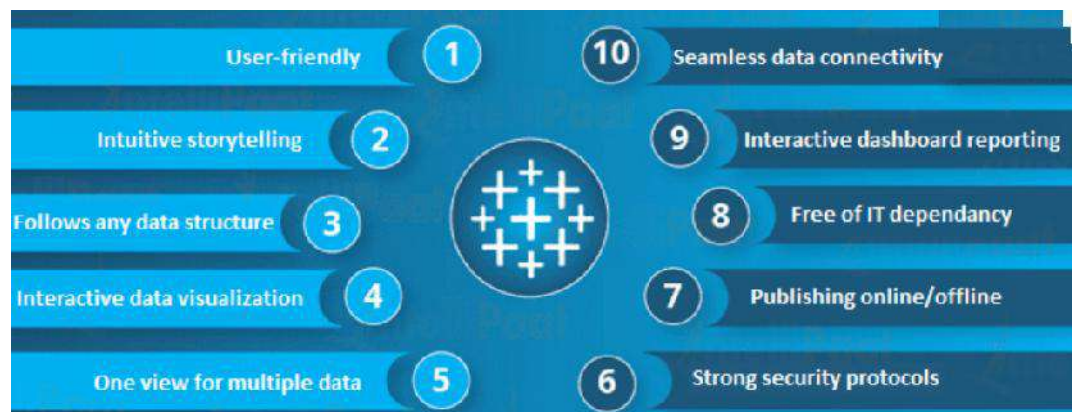 User-friendly 1
Intuitive storytelling 2
Follows any data structure 3
Interactive data visualization 4
One view for multiple data 5
10 Seamless data connectivity
9 Interactive dashboard reporting
8 Free of IT dependancy
7 Publishing online/offline
6 Strong security protocols